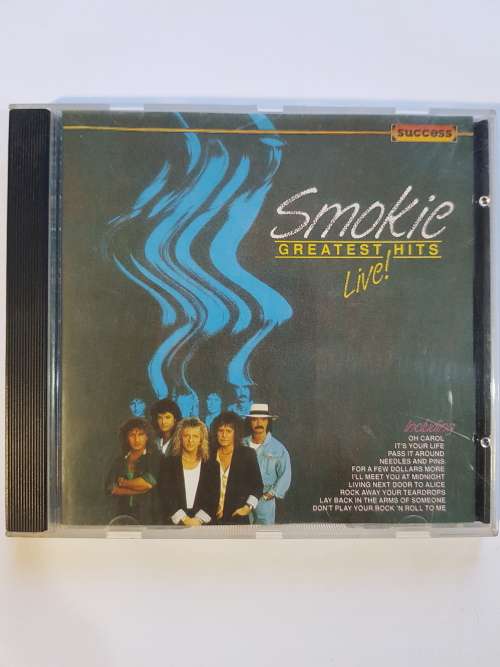 success
Smokie
GREATEST HITS
Live!
Including
OH CAROL
IT'S YOUR LIFE
PASS IT AROUND
NEEDLES AND PINS
FOR A FEW DOLLARS MORE
I'LL MEET YOU AT MIDNIGHT
LIVING NEXT DOOR TO ALICE
ROCK AWAY YOUR TEARDROPS
LAY BACK IN THE ARMS OF SOMEONE
DON'T PLAY YOUR ROCK 'N ROLL TO ME